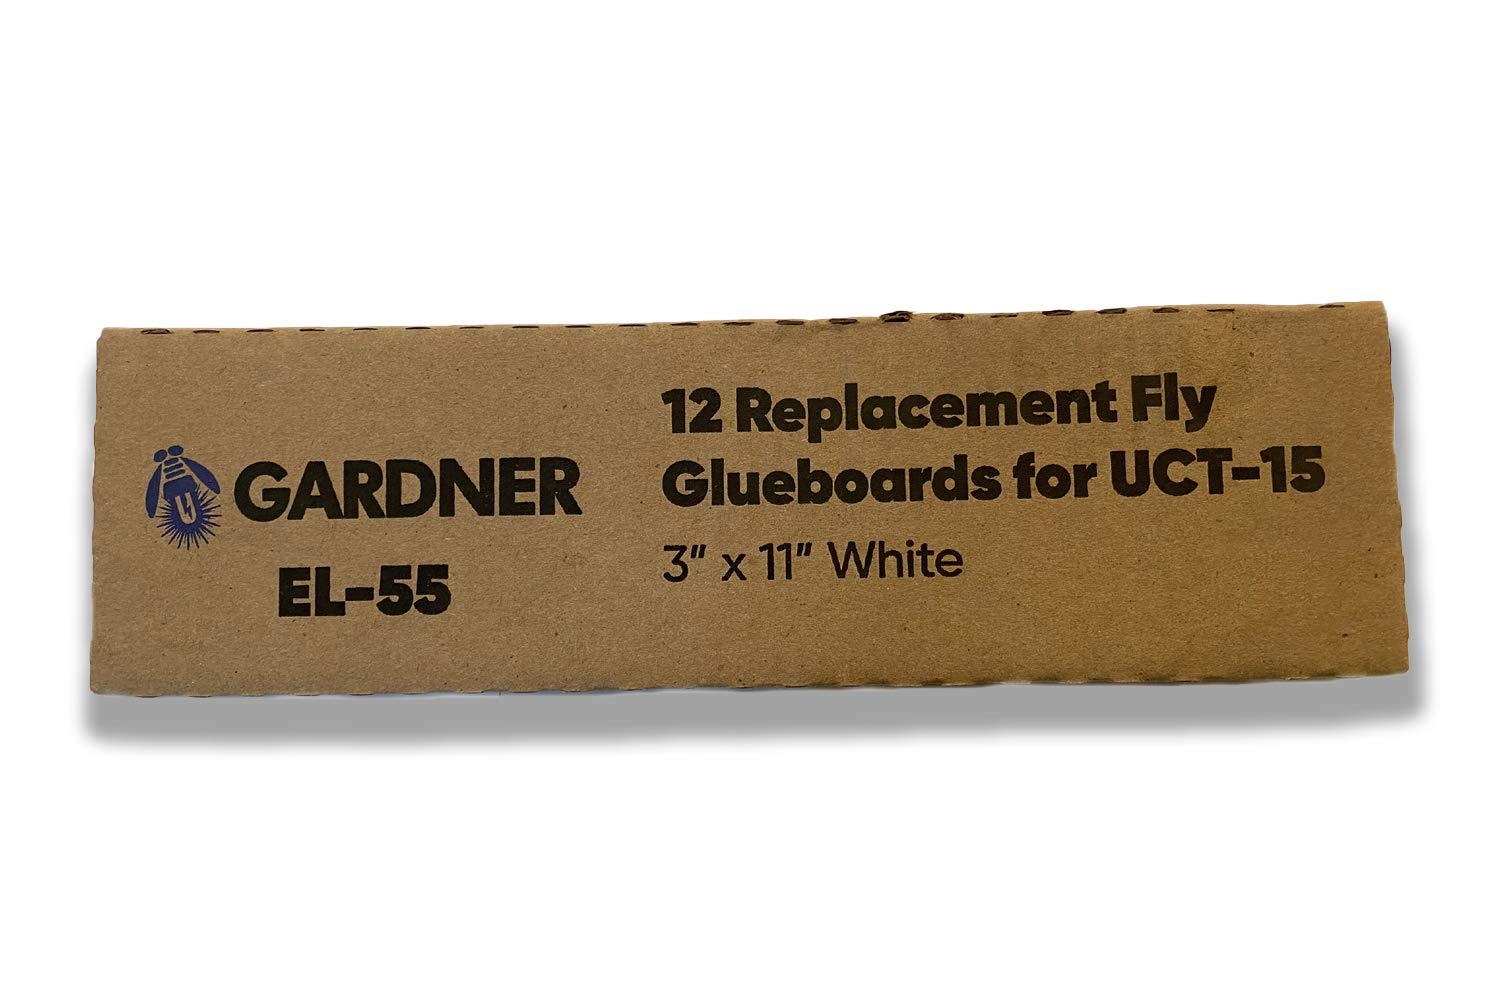 GARDNER
EL-55
12 Replacement Fly
Glueboards for UCT-15
3" x 11" White